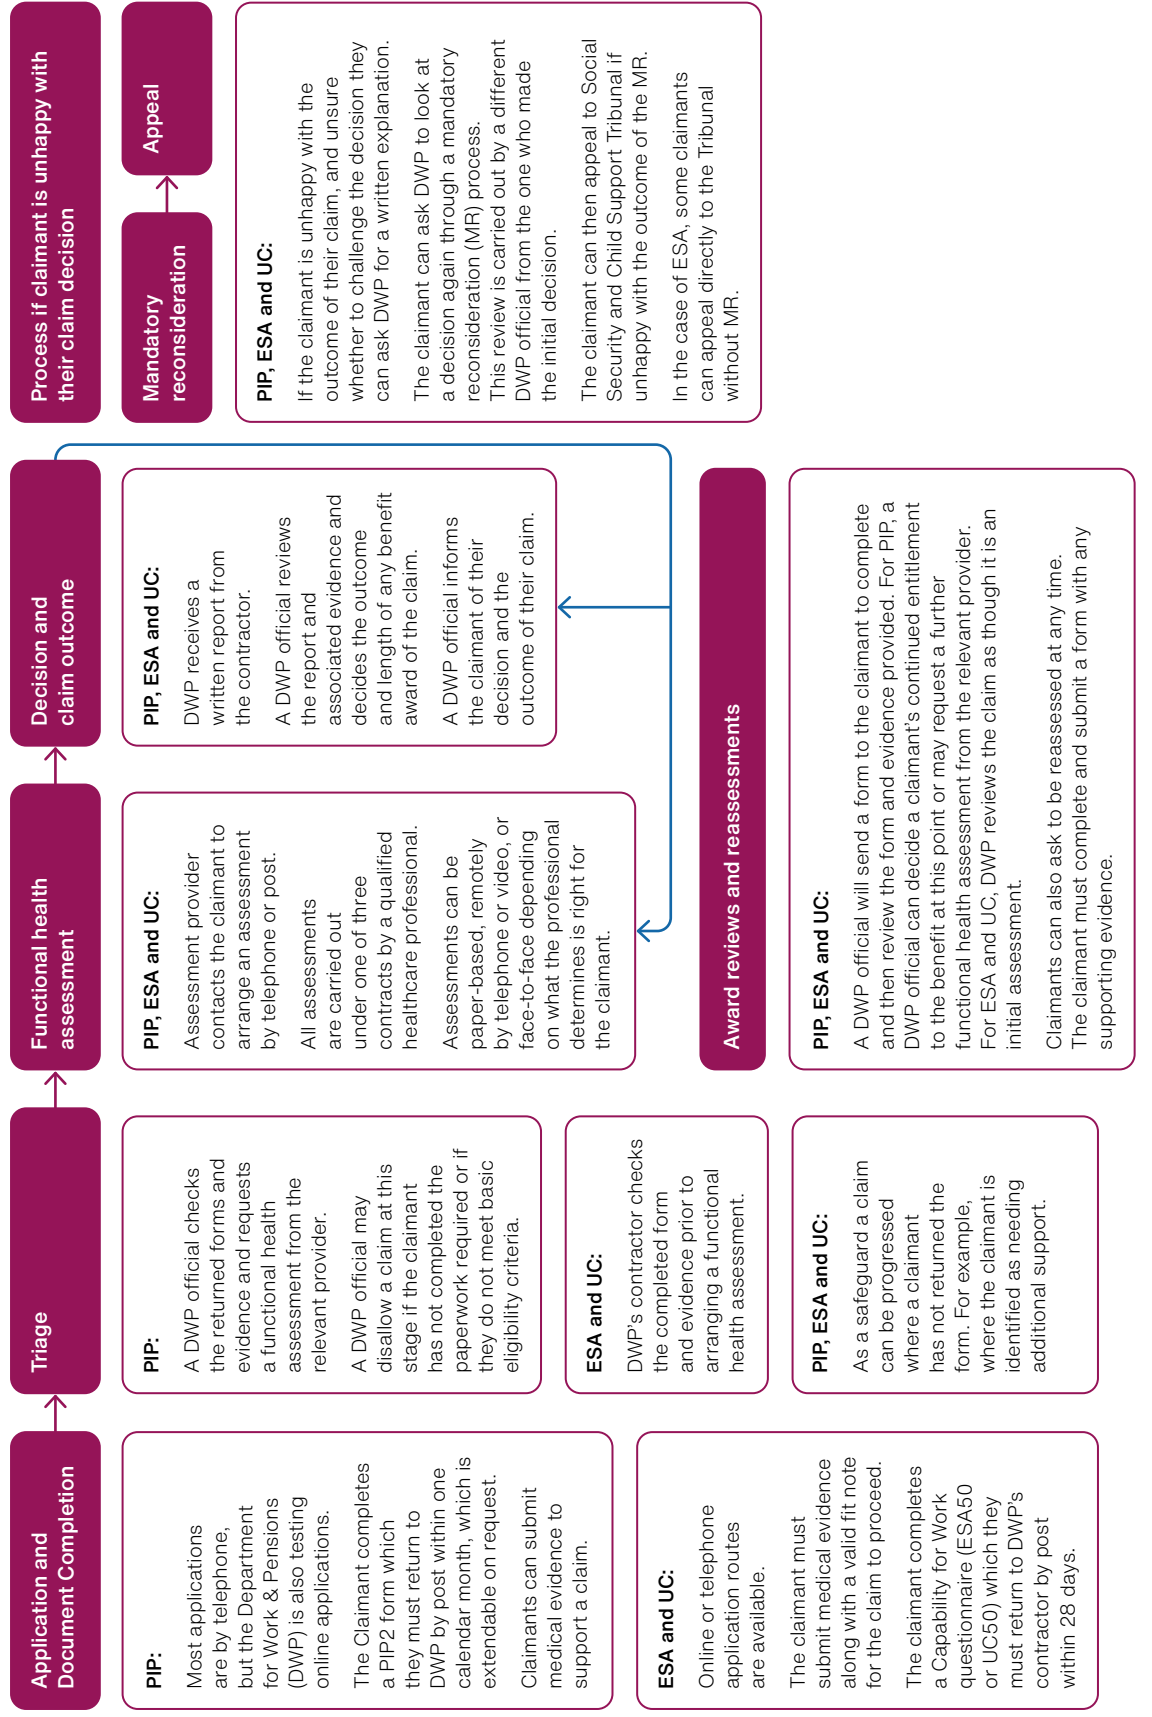 Application and
Document Completion
PIP:
Most applications
are by telephone,
but the Department
for Work & Pensions
(DWP) is also testing
online applications.
The Claimant completes
a PIP2 form which
they must return to
DWP by post within one
calendar month, which is
extendable on request.
Claimants can submit
medical evidence to
support a claim.
ESA and UC:
Online or telephone
application routes
are available.
The claimant must
submit medical evidence
along with a valid fit note
for the claim to proceed.
The claimant completes
a Capability for Work
questionnaire (ESA50
or UC50) which they
must return to DWP's
contractor by post
within 28 days.
Triage
PIP:
A DWP official checks
the returned forms and
evidence and requests
a functional health
assessment from the
relevant provider.
A DWP official may
disallow a claim at this
stage if the claimant
has not completed the
paperwork required or if
they do not meet basic
eligibility criteria.
ESA and UC:
DWP's contractor checks
the completed form
and evidence prior to
arranging a functional
health assessment.
PIP, ESA and UC:
As a safeguard a claim
can be progressed
where a claimant
has not returned the
form. For example,
where the claimant is
identified as needing
additional support.
Functional health
assessment
PIP, ESA and UC:
Assessment provider
contacts the claimant to
arrange an assessment
by telephone or post.
All assessments
are carried out
under one of three
contracts by a qualified
healthcare professional.
Assessments can be
paper-based, remotely
by telephone or video, or
face-to-face depending
on what the professional
determines is right for
the claimant.
Decision and
claim outcome
PIP, ESA and UC:
DWP receives a
written report from
the contractor.
A DWP official reviews
the report and
associated evidence and
decides the outcome
and length of any benefit
award of the claim.
A DWP official informs
the claimant of their
decision and the
outcome of their claim.
Award reviews and reassessments
PIP, ESA and UC:
A DWP official will send a form to the claimant to complete
and then review the form and evidence provided. For PIP, a
DWP official can decide a claimant's continued entitlement
to the benefit at this point or may request a further
functional health assessment from the relevant provider.
For ESA and UC, DWP reviews the claim as though it is an
initial assessment.
Claimants can also ask to be reassessed at any time.
The claimant must complete and submit a form with any
supporting evidence.
Process if claimant is unhappy with
their claim decision
Mandatory
reconsideration
Appeal
PIP, ESA and UC:
If the claimant is unhappy with the
outcome of their claim, and unsure
whether to challenge the decision they
can ask DWP for a written explanation.
The claimant can ask DWP to look at
a decision again through a mandatory
reconsideration (MR) process.
This review is carried out by a different
DWP official from the one who made
the initial decision.
The claimant can then appeal to Social
Security and Child Support Tribunal if
unhappy with the outcome of the MR.
In the case of ESA, some claimants
can appeal directly to the Tribunal
without MR.